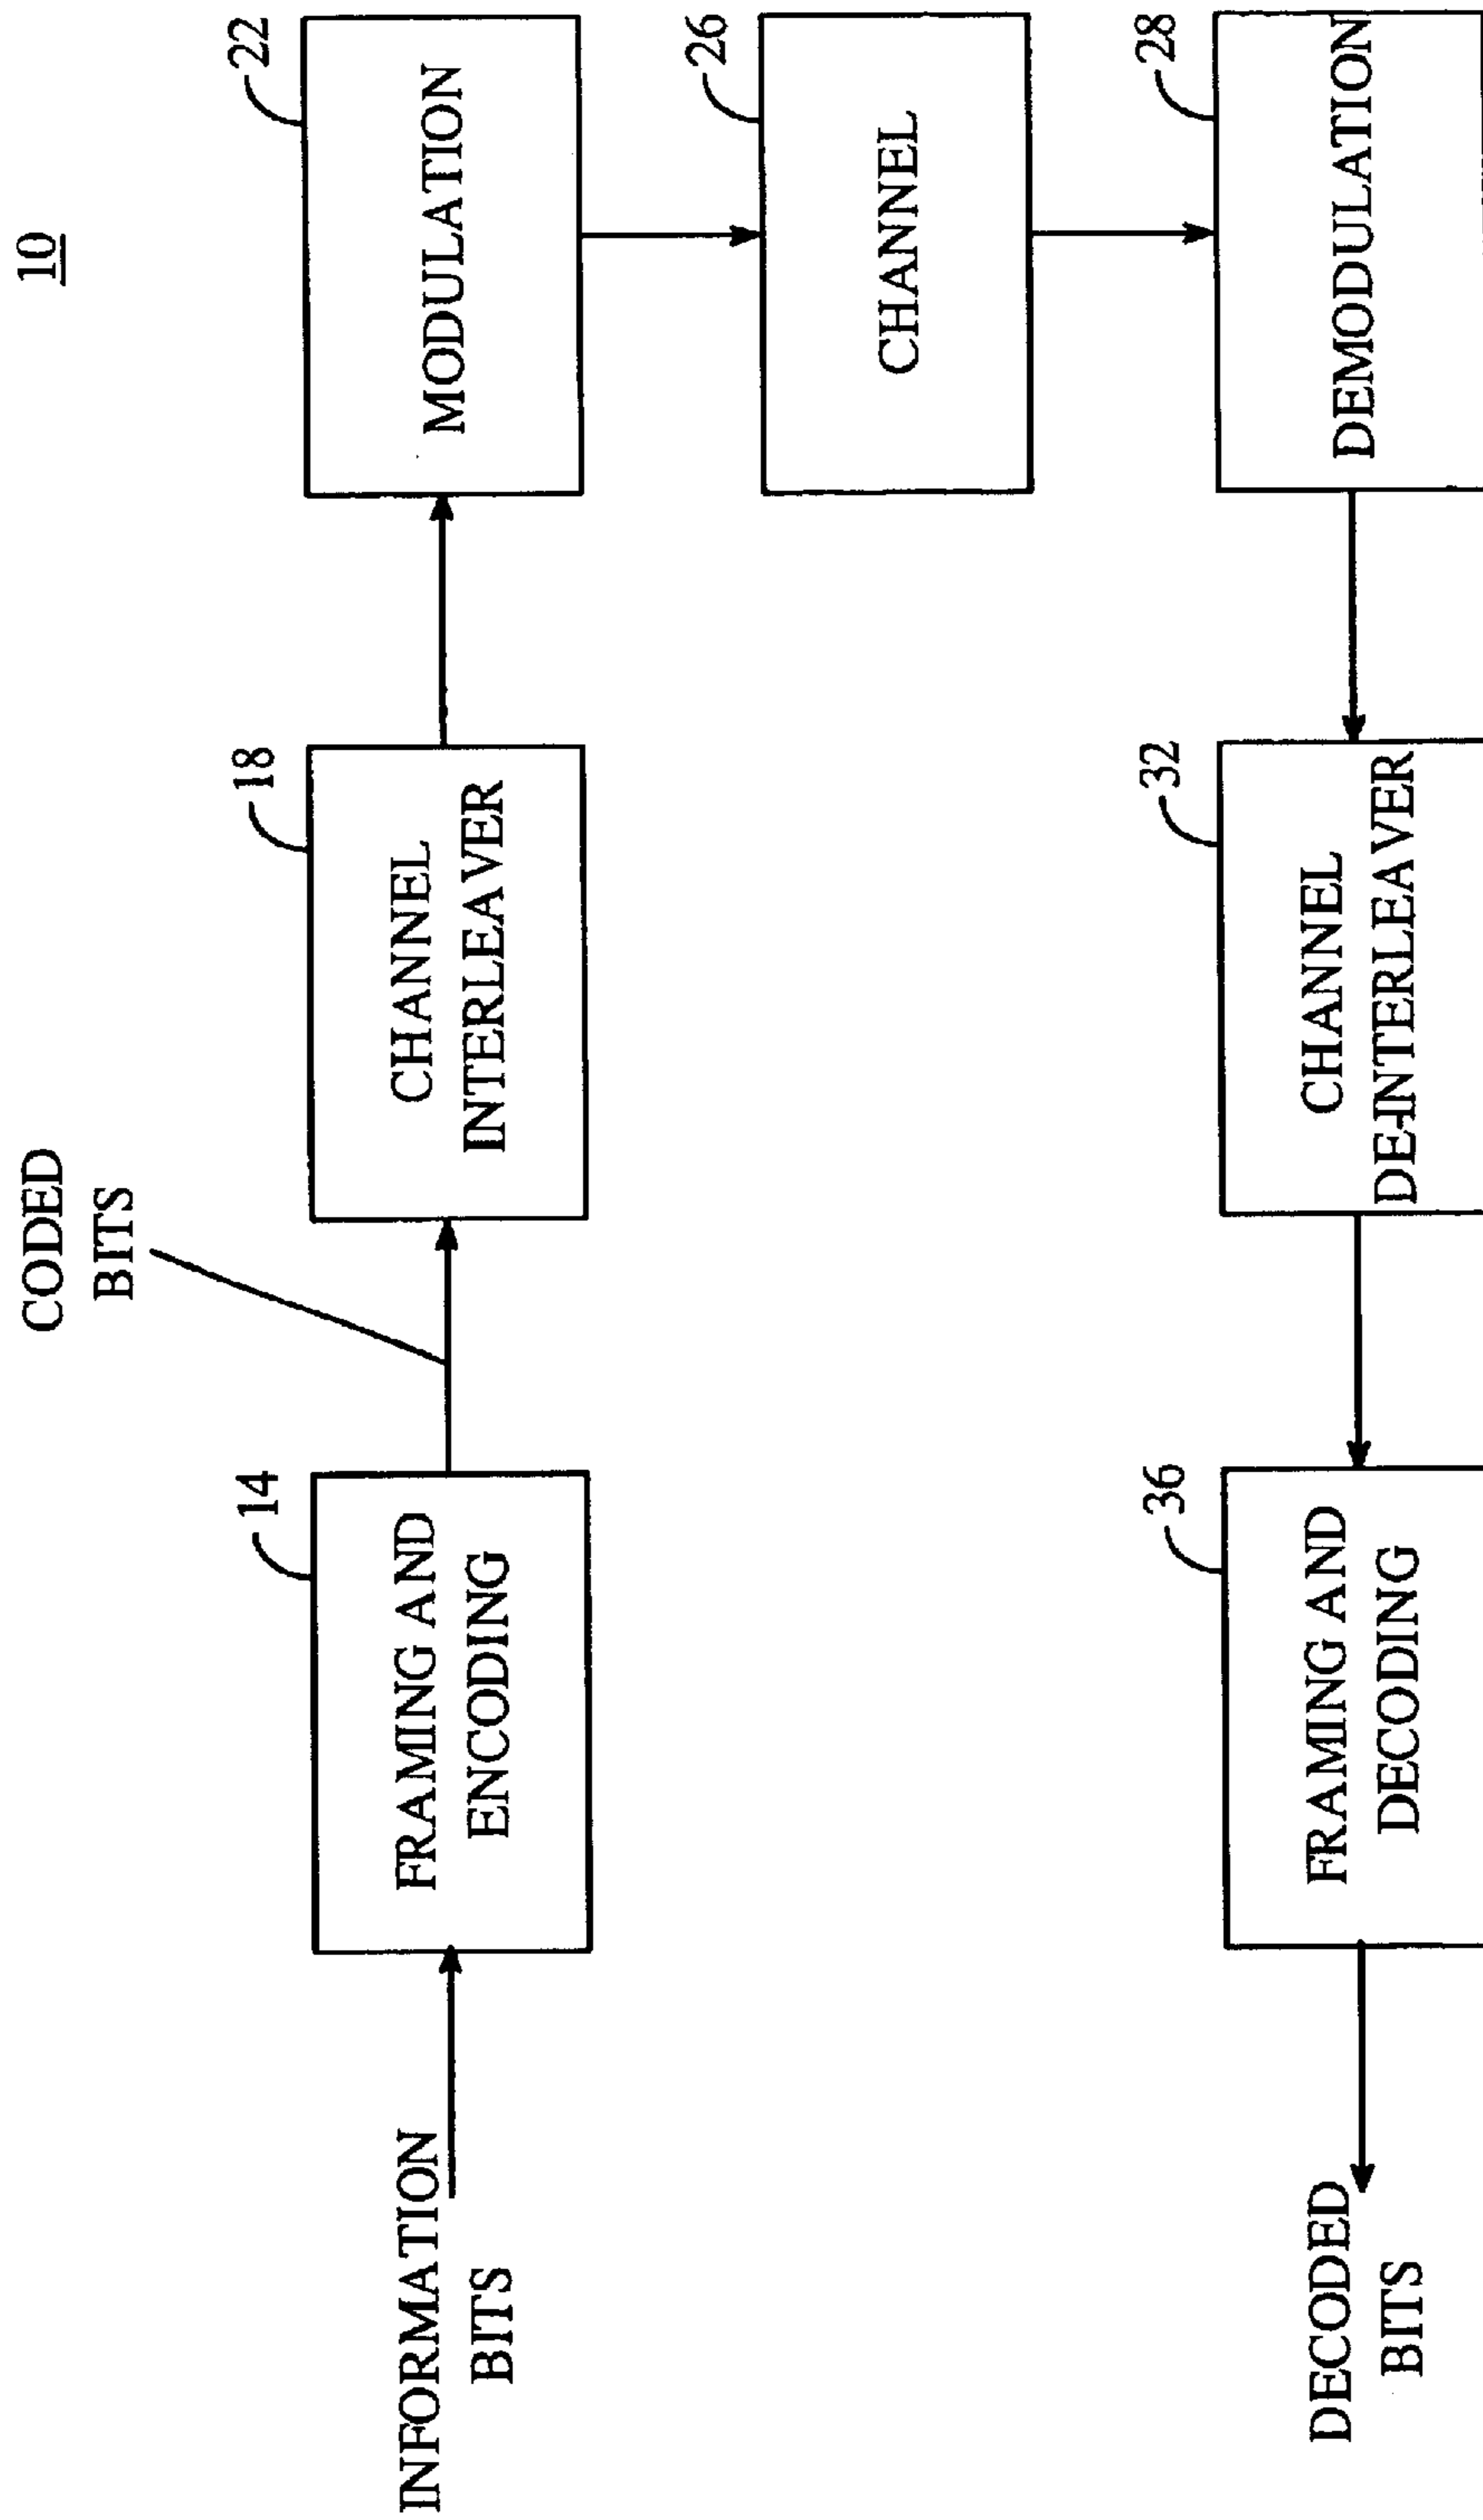 10
CODED
BITS
INFORMATION
BITS
14
FRAMING AND
ENCODING
18
CHANNEL
INTERLEAVER
22
MODULATION
26
CHANNEL
28
DEMODULATION
32
CHANNEL
DE-INTERLEAVER
36
FRAMING AND
DECODING
DECODED
BITS